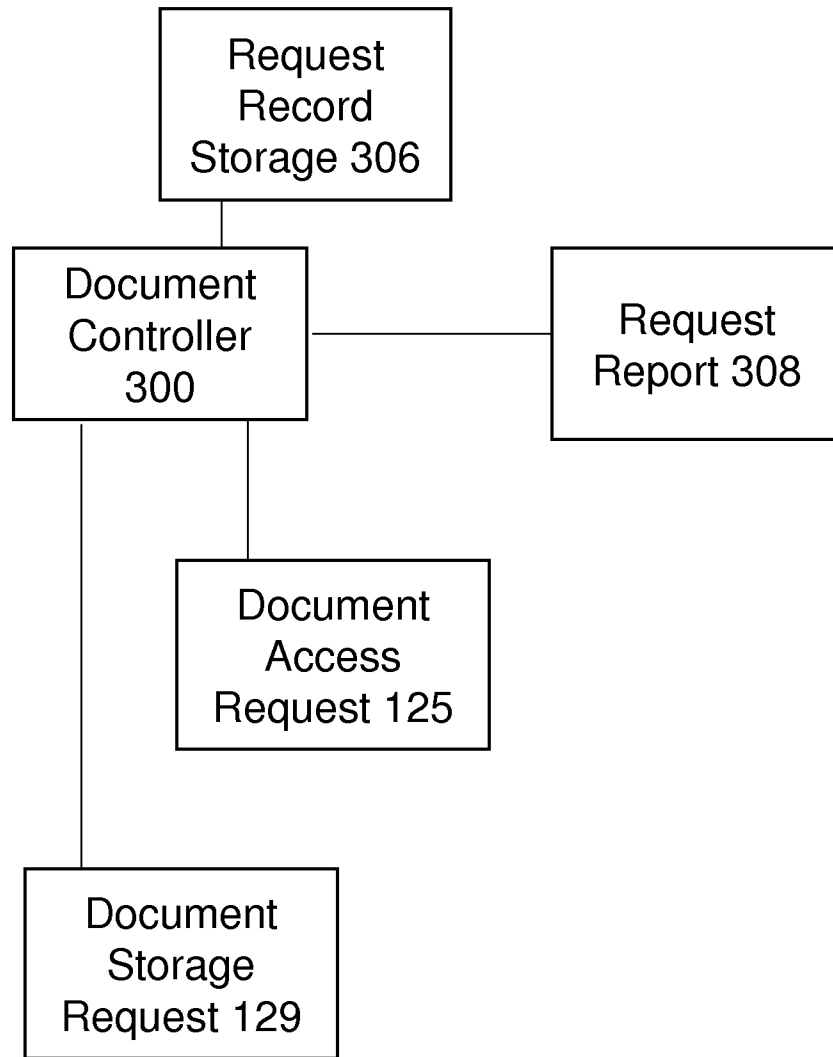 Request
Record
Storage 306
Document
Controller
300
Request
Report 308
Document
Access
Request 125
Document
Storage
Request 129